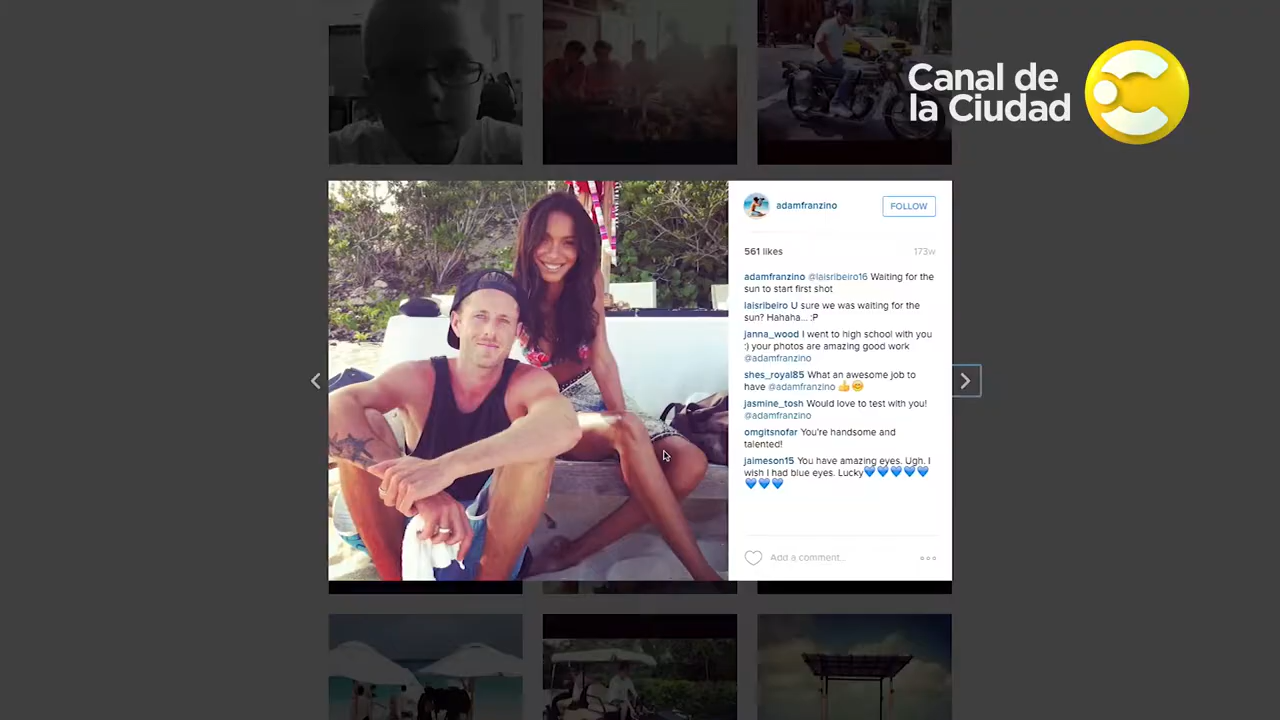 Canal de
la Ciudad
adamfranzino
FOLLOW
561 likes
173w
adamfranzino @laisribeiro16 Waiting for the
sun to start first shot
laisribeiro U sure we was waiting for the
sun? Hahaha... :P
janna_wood I went to high school with you
:) your photos are amazing good work
@adamfranzino
shes_royal85 What an awesome job to
have @adamfranzino 👍😊
jasmine_tosh Would love to test with you!
@adamfranzino
omgitsnofar You're handsome and
talented!
jaimeson15 You have amazing eyes. Ugh. I
wish I had blue eyes. Lucky💙💙💙💙💙
💙💙💙
Add a comment...